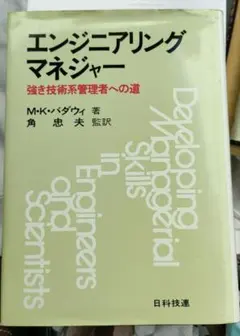 エンジニアリング
マネジャー
強き技術系管理者への道
M・K・バダウィ 著
角 忠夫 監訳
Developing
Managerial
Skills
in
Engineers
and
Scientists
日科技連